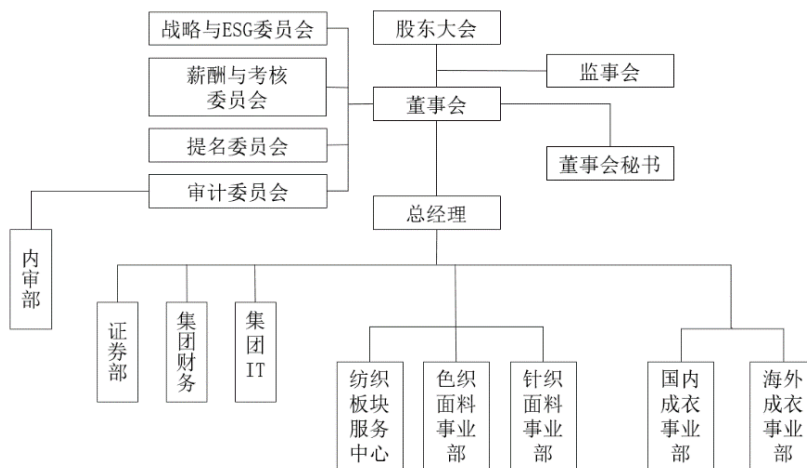 战略与ESG委员会
股东大会
薪酬与考核
委员会
监事会
董事会
提名委员会
董事会秘书
审计委员会
总经理
内审部
证券部
集团财务
集团IT
纺织
板块
服务
中心
色织
面料
事业
部
针织
面料
事业
部
国内
成衣
事业
部
海外
成衣
事业
部